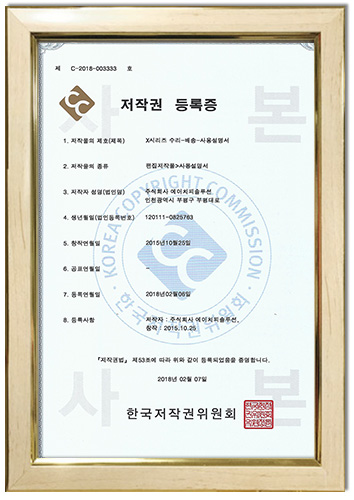 제 C-2018-003333 호
저작권 등록증
1. 저작물의 제호(제목) X시리즈 수리-배송-사용설명서
2. 저작물의 종류 편집저작물>사용설명서
3. 저작자 성명(법인명) 주식회사 에이치피솔루션
인천광역시 부평구 부평대로
4. 생년월일(법인등록번호) 120111-0825763
5. 창작연월일 2015년10월25일
6. 공표연월일 -
7. 등록연월일 2018년02월06일
8. 등록사항 저작자 : 주식회사 에이치피솔루션,
창작 : 2015.10.25
『저작권법』 제53조에 따라 위와 같이 등록되었음을 증명합니다.
2018년 02월 07일
한국저작권위원회
사본
KOREA COPYRIGHT COMMISSION
한국저작권위원회
사본